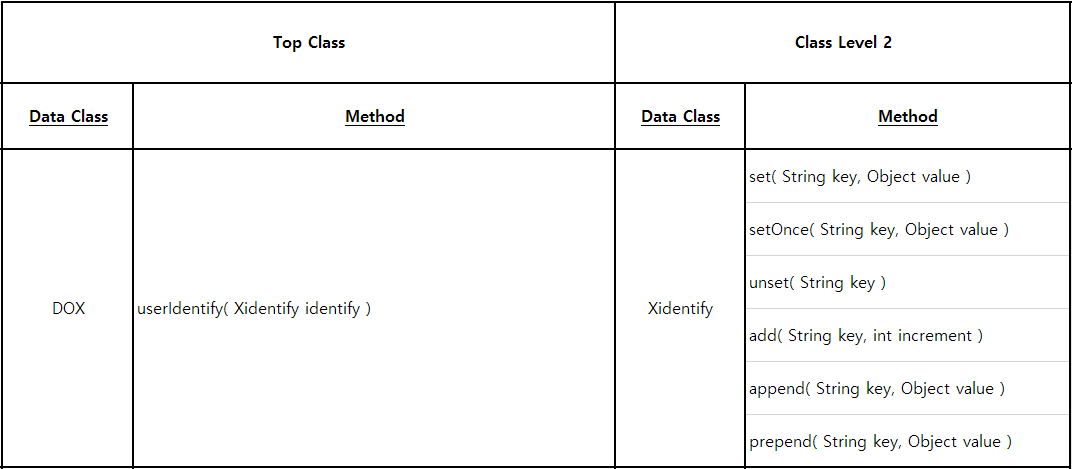 Top Class
Class Level 2
Data Class
Method
Data Class
Method
DOX
userIdentify( Xidentify identify )
Xidentify
set( String key, Object value )
setOnce( String key, Object value )
unset( String key )
add( String key, int increment )
append( String key, Object value )
prepend( String key, Object value )